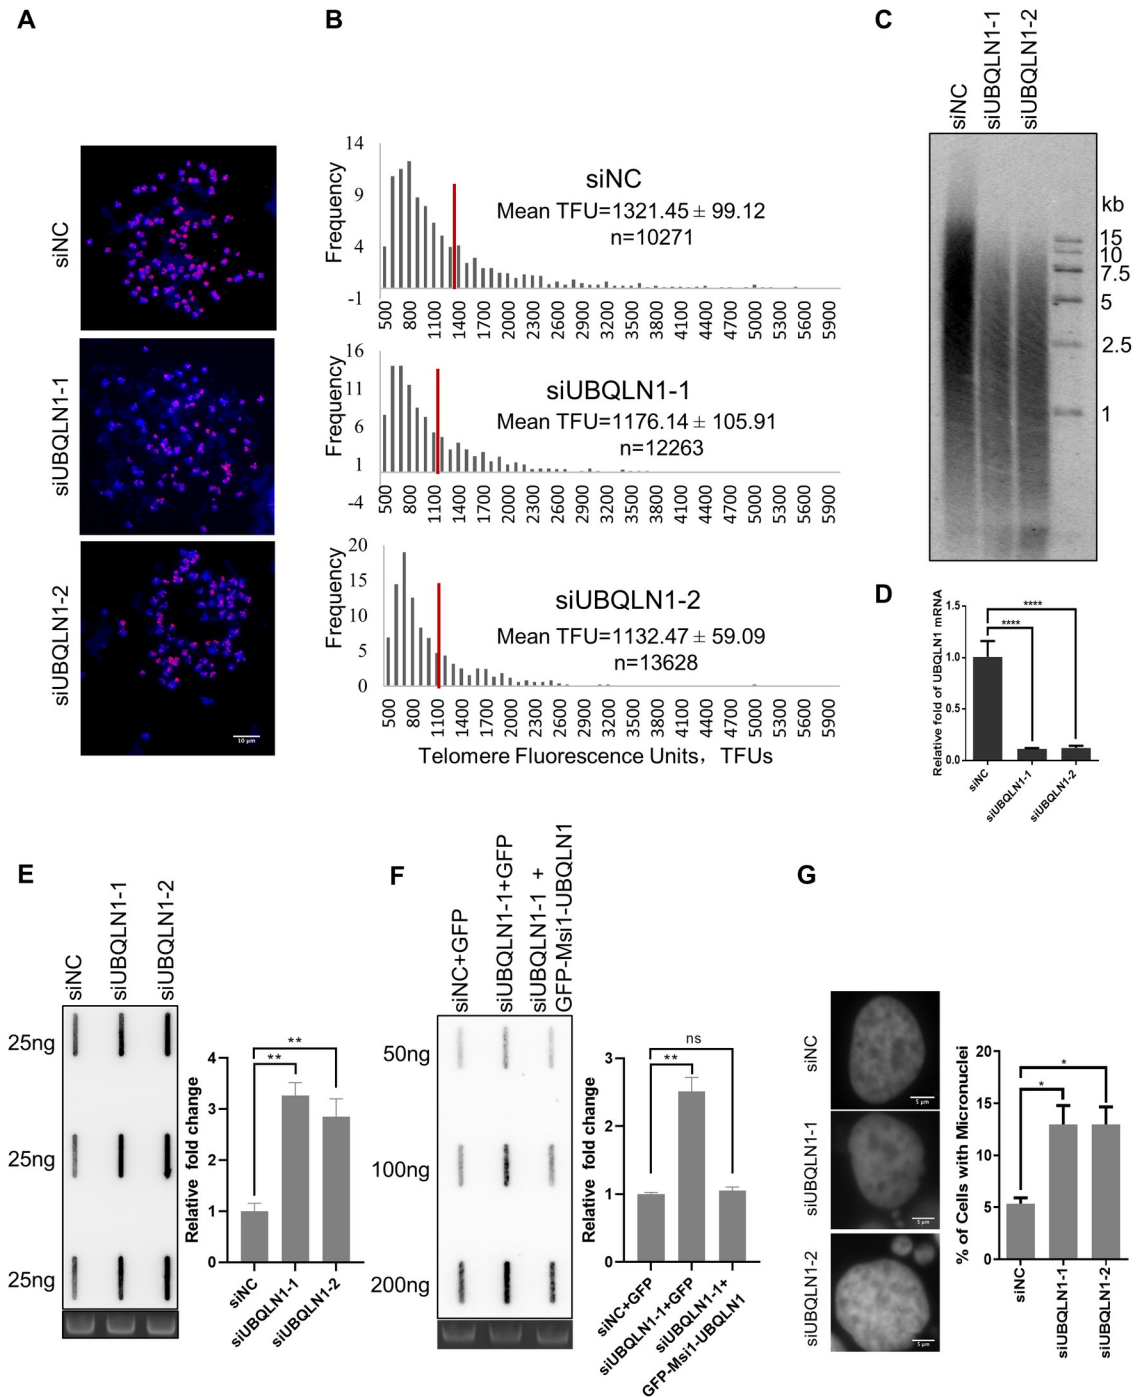 A
siNC
siUBQLN1-1
siUBQLN1-2
10 μm
B
14
9
4
-1
Frequency
siNC
Mean TFU=1321.45 ± 99.12
n=10271
500 800 1100 1400 1700 2000 2300 2600 2900 3200 3500 3800 4100 4400 4700 5000 5300 5600 5900
16
11
6
1
-4
Frequency
siUBQLN1-1
Mean TFU=1176.14 ± 105.91
n=12263
500 800 1100 1400 1700 2000 2300 2600 2900 3200 3500 3800 4100 4400 4700 5000 5300 5600 5900
20
15
10
5
0
Frequency
siUBQLN1-2
Mean TFU=1132.47 ± 59.09
n=13628
500 800 1100 1400 1700 2000 2300 2600 2900 3200 3500 3800 4100 4400 4700 5000 5300 5600 5900
Telomere Fluorescence Units, TFUs
C
siNC
siUBQLN1-1
siUBQLN1-2
kb
15
10
7.5
5
2.5
1
D
Relative fold of UBQLN1 mRNA
1.5
1.0
0.5
0.0
****
****
siNC
siUBQLN1-1
siUBQLN1-2
E
siNC
siUBQLN1-1
siUBQLN1-2
25ng
25ng
25ng
Relative fold change
4
3
2
1
0
**
**
siNC
siUBQLN1-1
siUBQLN1-2
F
siNC+GFP
siUBQLN1-1+GFP
siUBQLN1-1 +
GFP-Msi1-UBQLN1
50ng
100ng
200ng
Relative fold change
3
2
1
0
ns
**
siNC+GFP
siUBQLN1-1+GFP
siUBQLN1-1+
GFP-Msi1-UBQLN1
G
siNC
siUBQLN1-1
siUBQLN1-2
5 μm
5 μm
5 μm
% of Cells with Micronuclei
20
15
10
5
0
*
*
siNC
siUBQLN1-1
siUBQLN1-2